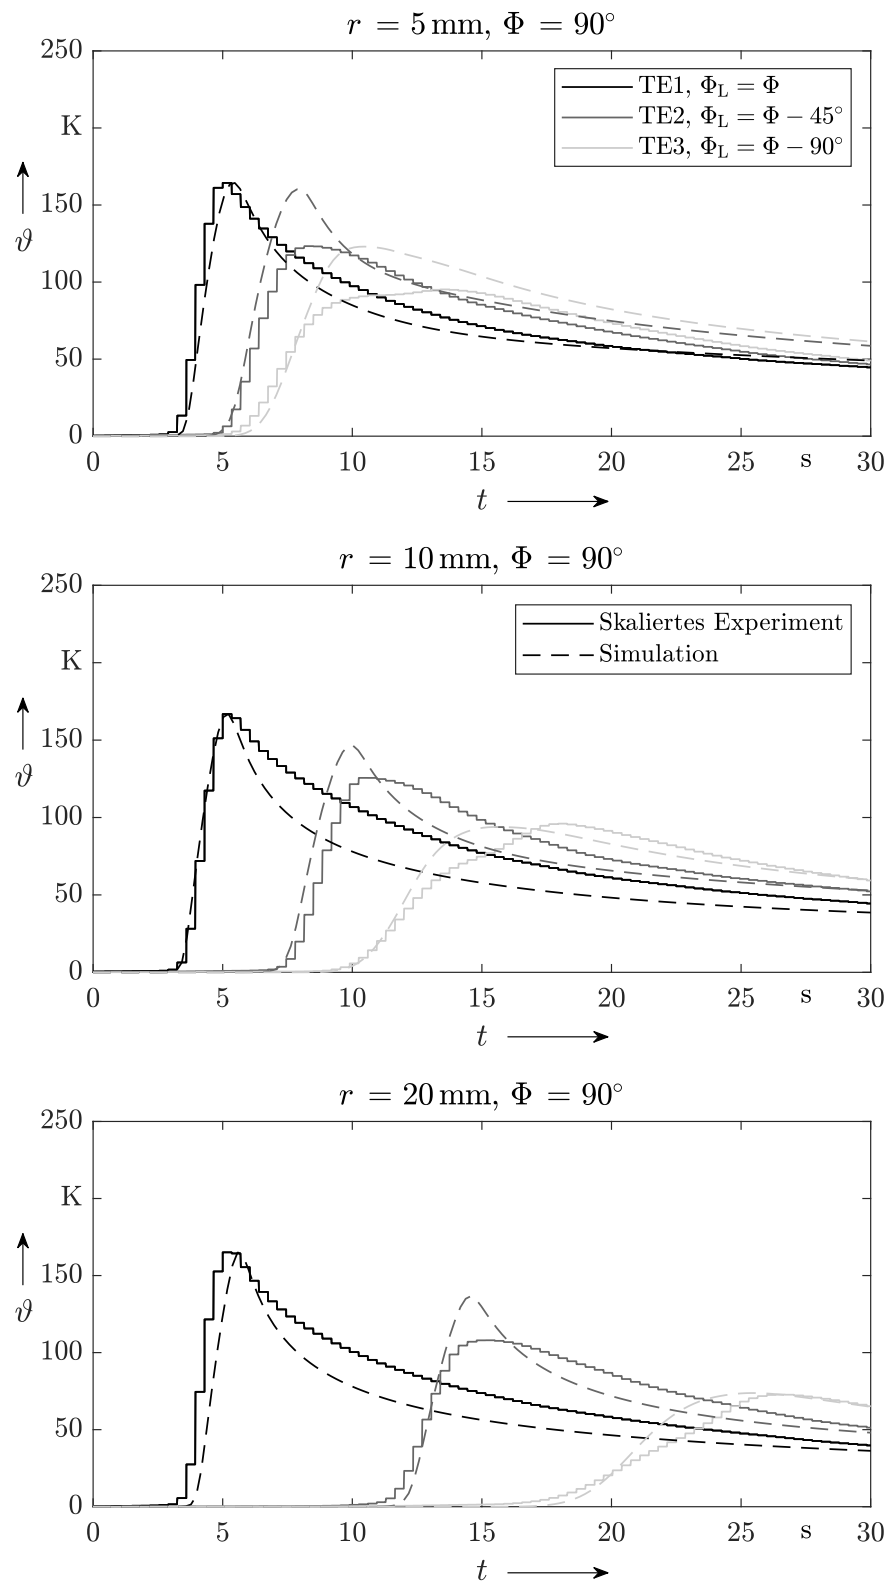 r = 5 mm, Φ = 90°
250
K
150
100
50
0
ϑ
TE1, Φ_L = Φ
TE2, Φ_L = Φ − 45°
TE3, Φ_L = Φ − 90°
0 5 10 15 20 25 s 30
t
r = 10 mm, Φ = 90°
250
K
150
100
50
0
ϑ
Skaliertes Experiment
Simulation
0 5 10 15 20 25 s 30
t
r = 20 mm, Φ = 90°
250
K
150
100
50
0
ϑ
0 5 10 15 20 25 s 30
t